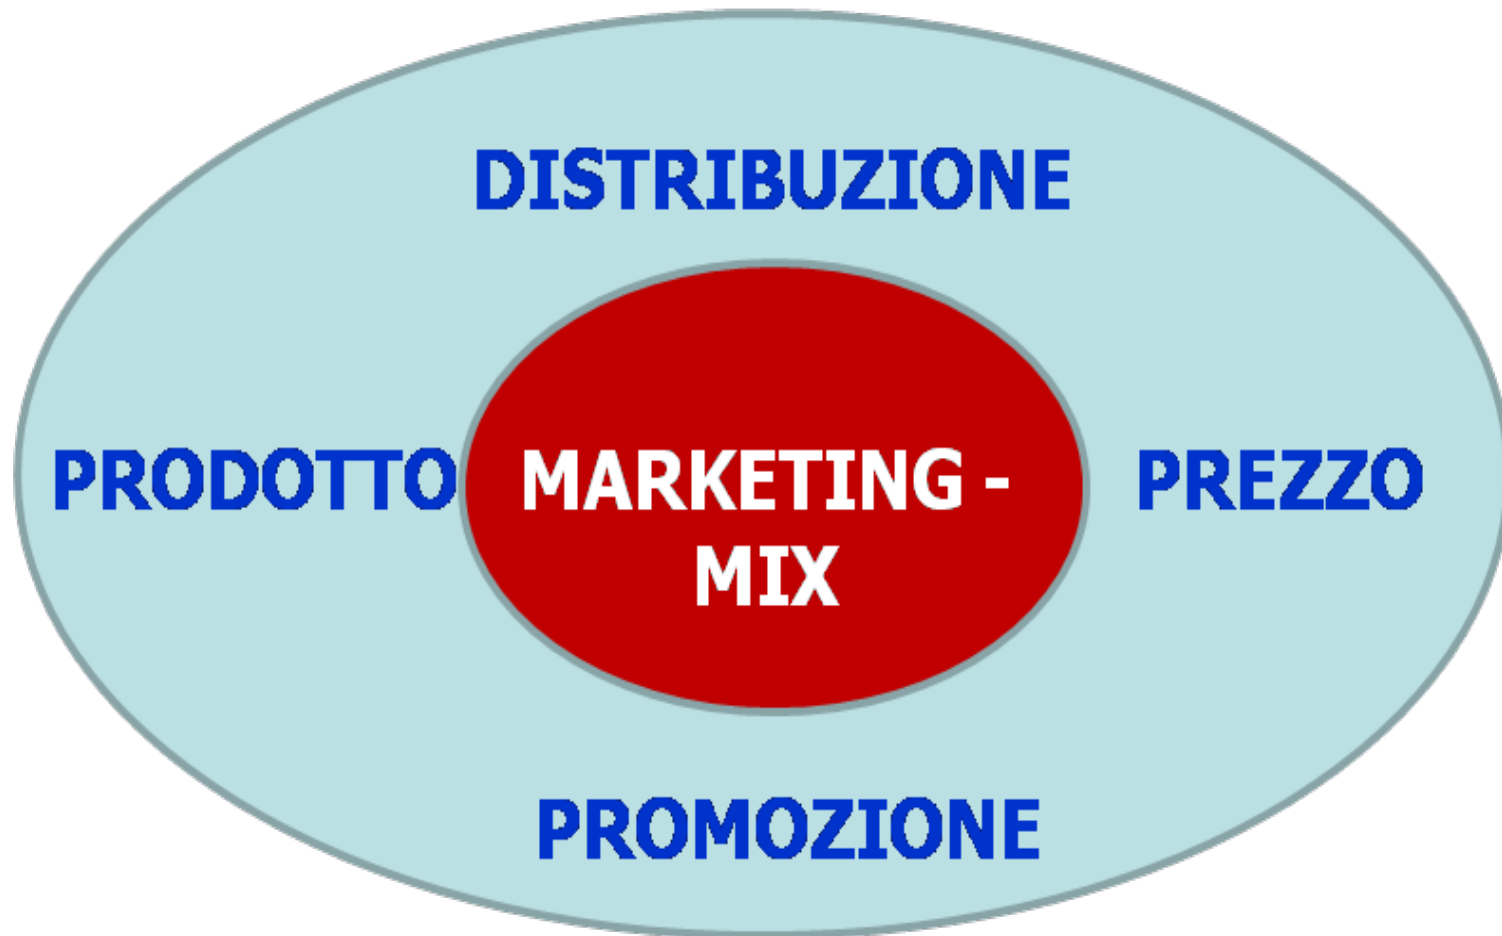 DISTRIBUZIONE
PRODOTTO
MARKETING -
MIX
PREZZO
PROMOZIONE